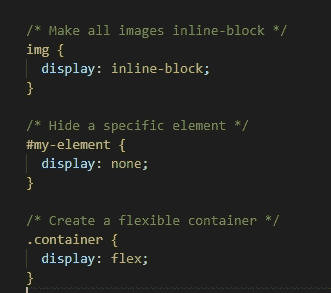 /* Make all images inline-block */
img {
  display: inline-block;
}

/* Hide a specific element */
#my-element {
  display: none;
}

/* Create a flexible container */
.container {
  display: flex;
}